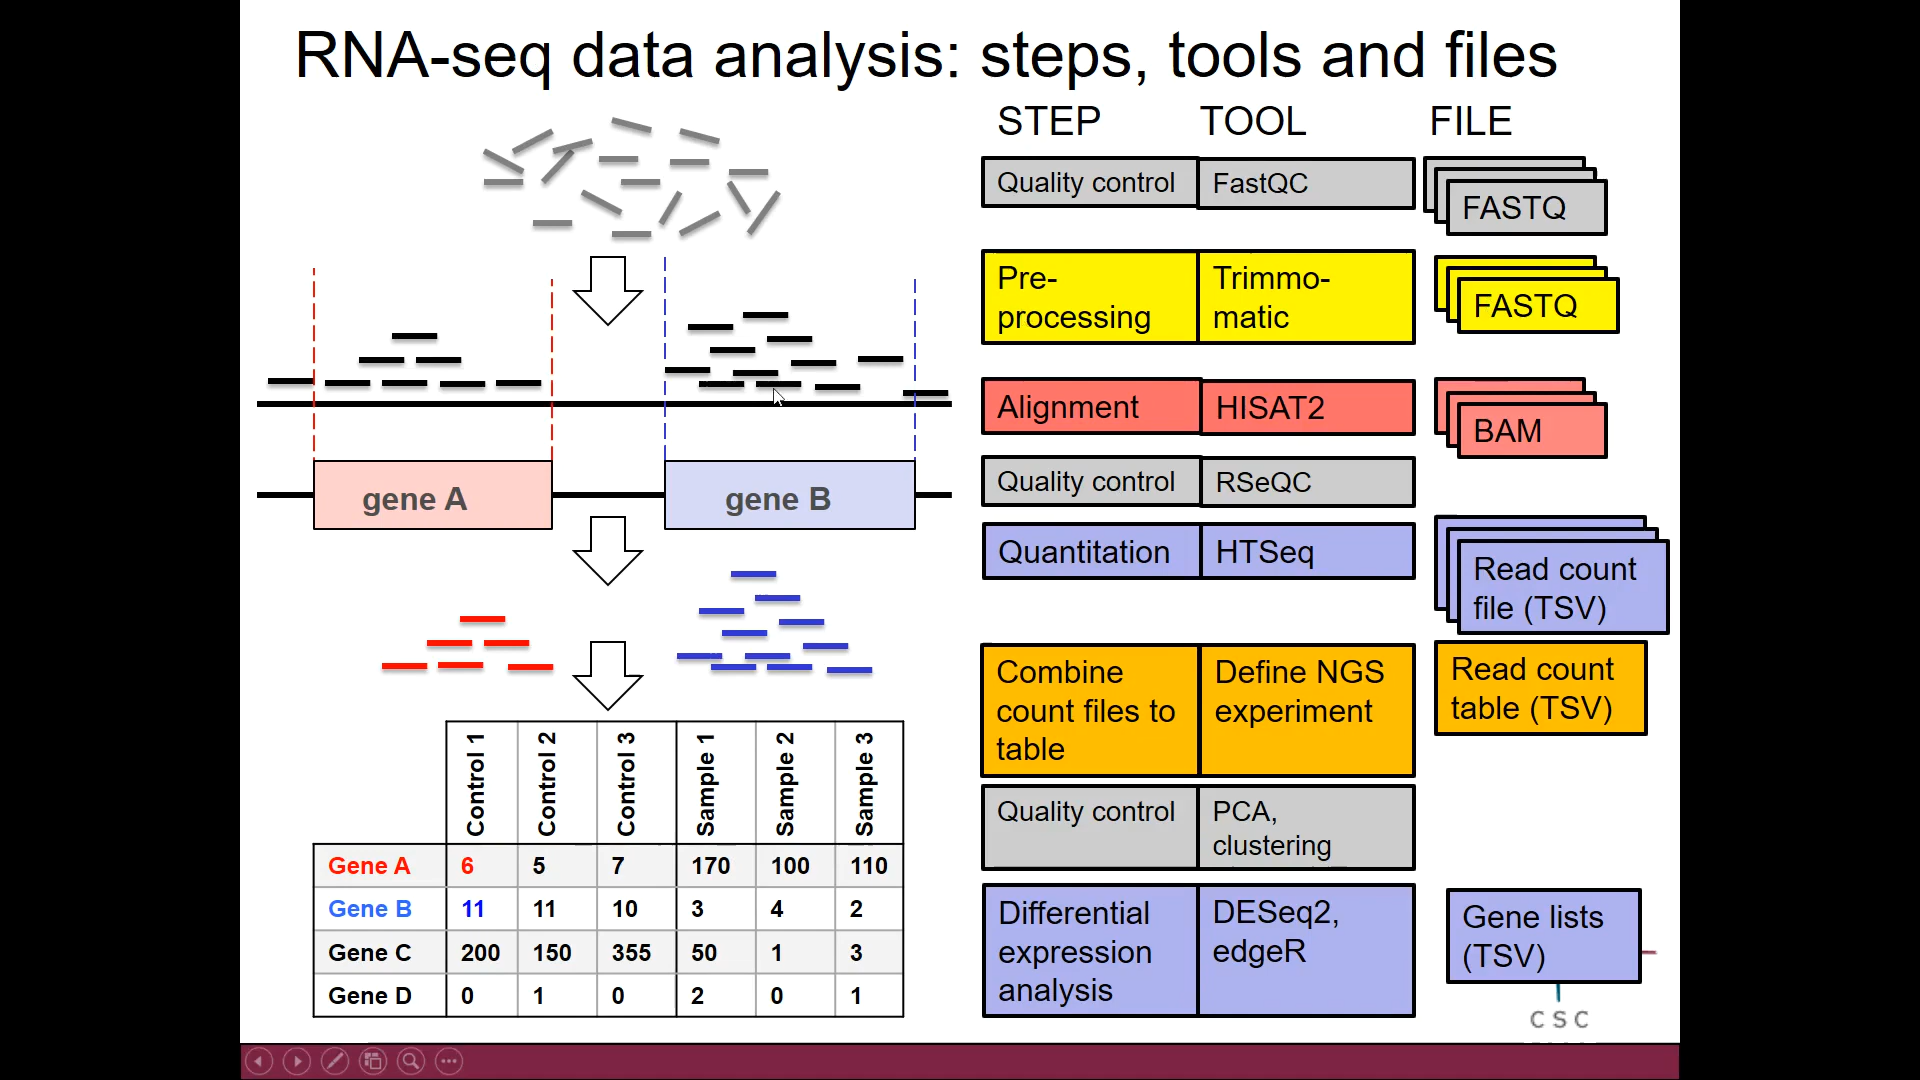 RNA-seq data analysis: steps, tools and files
STEP TOOL FILE
Quality control FastQC FASTQ
Pre-
processing
Trimmo-
matic
FASTQ
Alignment HISAT2 BAM
Quality control RSeQC
Quantitation HTSeq
Read count
file (TSV)
Combine
count files to
table
Define NGS
experiment
Read count
table (TSV)
Quality control
PCA,
clustering
Differential
expression
analysis
DESeq2,
edgeR
Gene lists
(TSV)
CSC
gene A gene B
Control 1 Control 2 Control 3 Sample 1 Sample 2 Sample 3
Gene A 6 5 7 170 100 110
Gene B 11 11 10 3 4 2
Gene C 200 150 355 50 1 3
Gene D 0 1 0 2 0 1